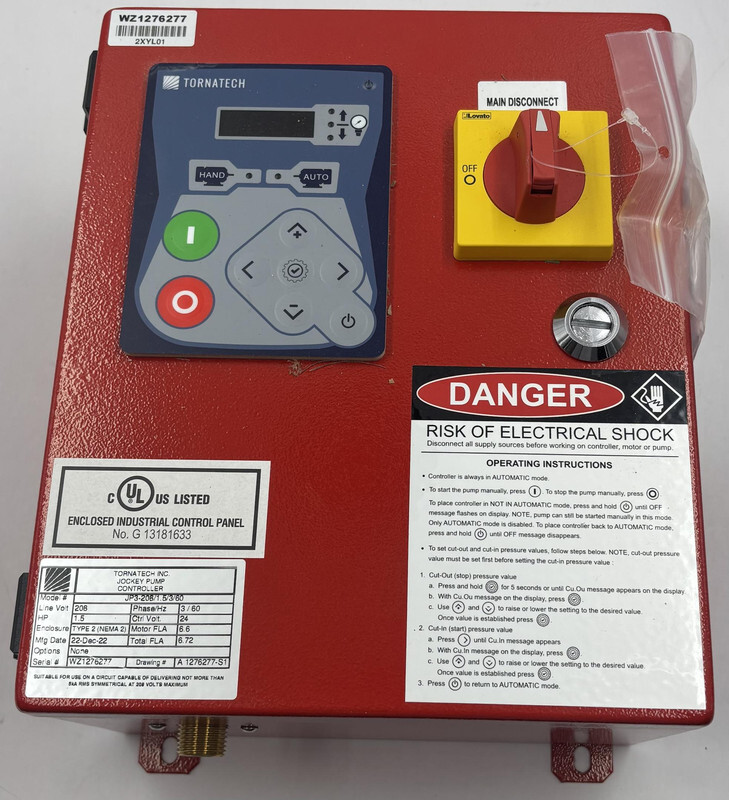 WZ1276277
2XYL01
TORNATECH
HAND
AUTO
MAIN DISCONNECT
Lovato
OFF
DANGER
RISK OF ELECTRICAL SHOCK
Disconnect all supply sources before working on controller, motor or pump.
OPERATING INSTRUCTIONS
• Controller is always in AUTOMATIC mode.
• To start the pump manually, press To stop the pump manually, press
To place controller in NOT IN AUTOMATIC mode, press and hold until OFF
message flashes on display. NOTE, pump can still be started manually in this mode.
Only AUTOMATIC mode is disabled. To place controller back to AUTOMATIC mode,
press and hold until OFF message disappears.
• To set cut-out and cut-in pressure values, follow steps below. NOTE, cut-out pressure
value must be set first before setting the cut-in pressure value :
1. Cut-Out (stop) pressure value
a. Press and hold for 5 seconds or until Cu.Ou message appears on the display.
b. With Cu.Ou message on the display, press
c. Use and to raise or lower the setting to the desired value.
Once value is established press
2. Cut-in (start) pressure value
a. Press until Cu.in message appears
b. With Cu.In message on the display, press
c. Use and to raise or lower the setting to the desired value.
Once value is established press
3. Press to return to AUTOMATIC mode.
C UL US LISTED
ENCLOSED INDUSTRIAL CONTROL PANEL
No. G 13181633
TORNATECH INC.
JOCKEY PUMP
CONTROLLER
Model # JP3-208/1.5/3/60
Line Volt 208 Phase/Hz 3 / 60
HP 1.5 Ctrl Volt. 24
Enclosure TYPE 2 (NEMA 2) Motor FLA 6.6
Mfg Date 22-Dec-22 Total FLA 6.72
Options None
Serial # WZ1276277 Drawing # A 1276277-S1
SUITABLE FOR USE ON A CIRCUIT CAPABLE OF DELIVERING NOT MORE THAN
5kA RMS SYMMETRICAL AT 208 VOLTS MAXIMUM